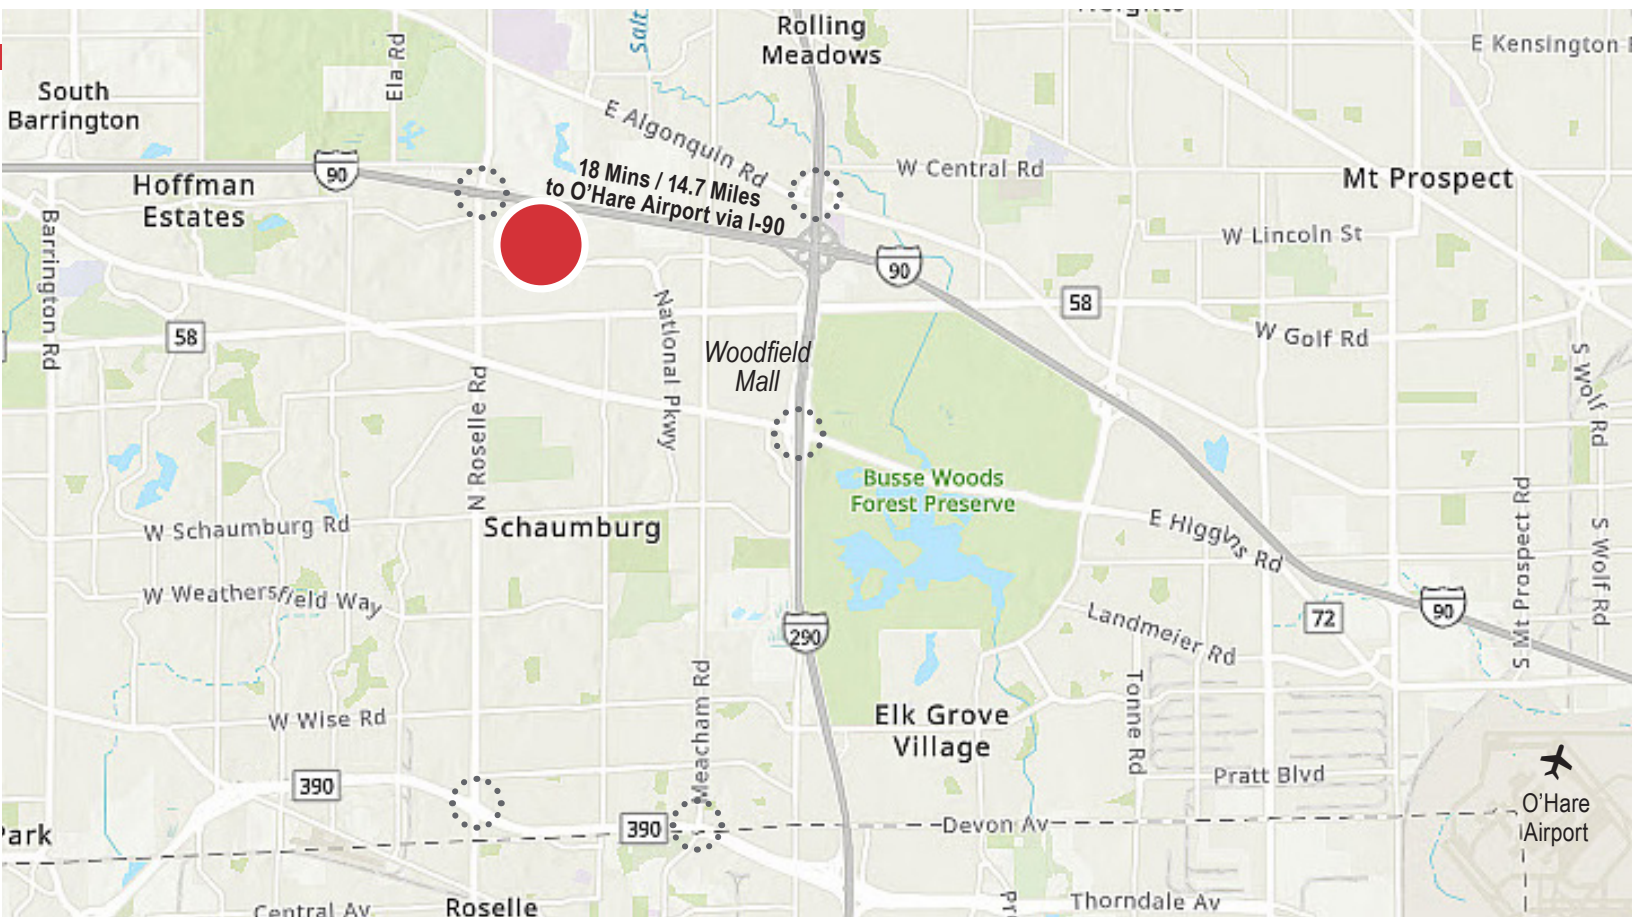 Rolling
Meadows
Salt
E Kensington
Ela Rd
South
Barrington
E Algonquin Rd
90
Hoffman
Estates
18 Mins / 14.7 Miles
to O'Hare Airport via I-90
W Central Rd
Mt Prospect
W Lincoln St
Barrington Rd
90
58
58
National Pkwy
W Golf Rd
Woodfield
Mall
S Wolf Rd
N Roselle Rd
Busse Woods
Forest Preserve
W Schaumburg Rd
Schaumburg
E Higgins Rd
S Mt Prospect Rd
S Wolf Rd
W Weathersfield Way
90
72
290
Landmeier Rd
Meacham Rd
Tonne Rd
W Wise Rd
Elk Grove
Village
Pratt Blvd
390
O'Hare
Airport
390
Devon Av
Park
Central Av
Roselle
Thorndale Av